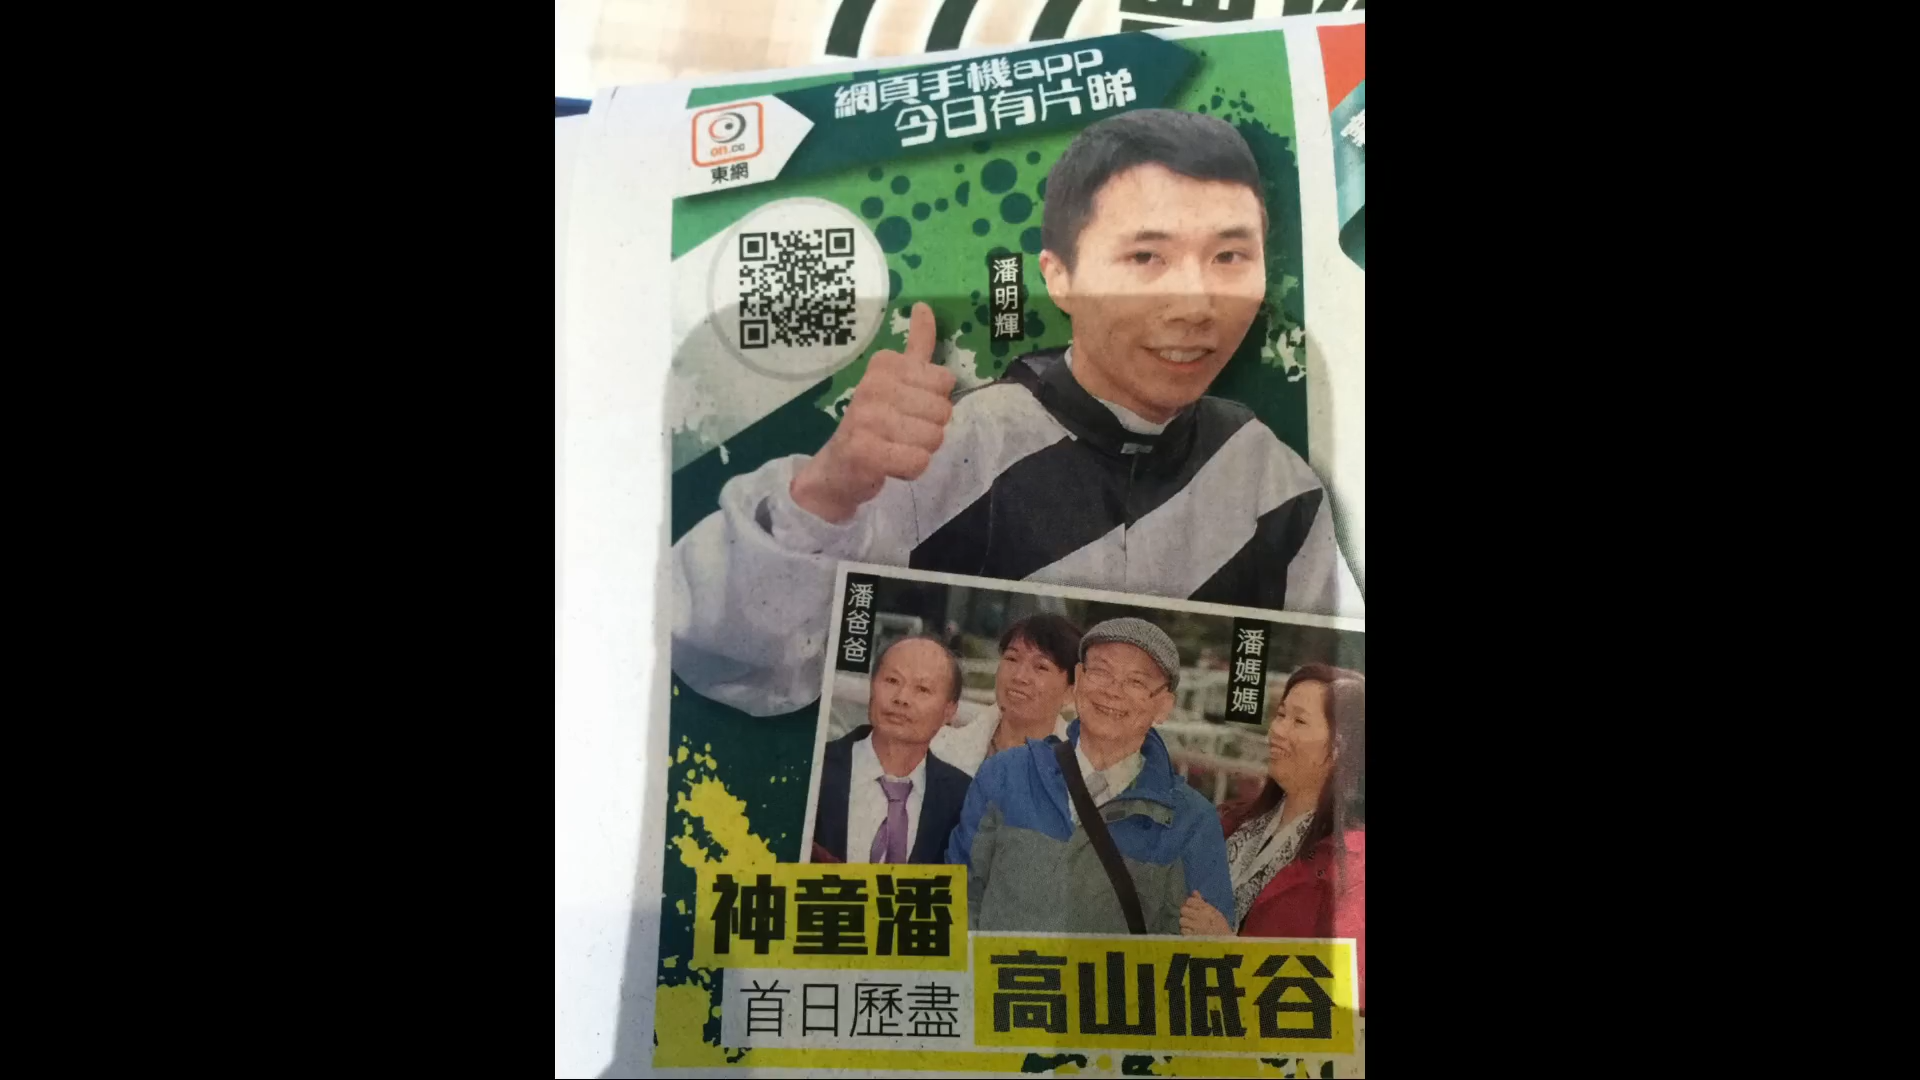 網頁手機app
今日有片睇
on.cc
東網
潘明輝
潘爸爸
潘媽媽
神童潘
首日歷盡
高山低谷